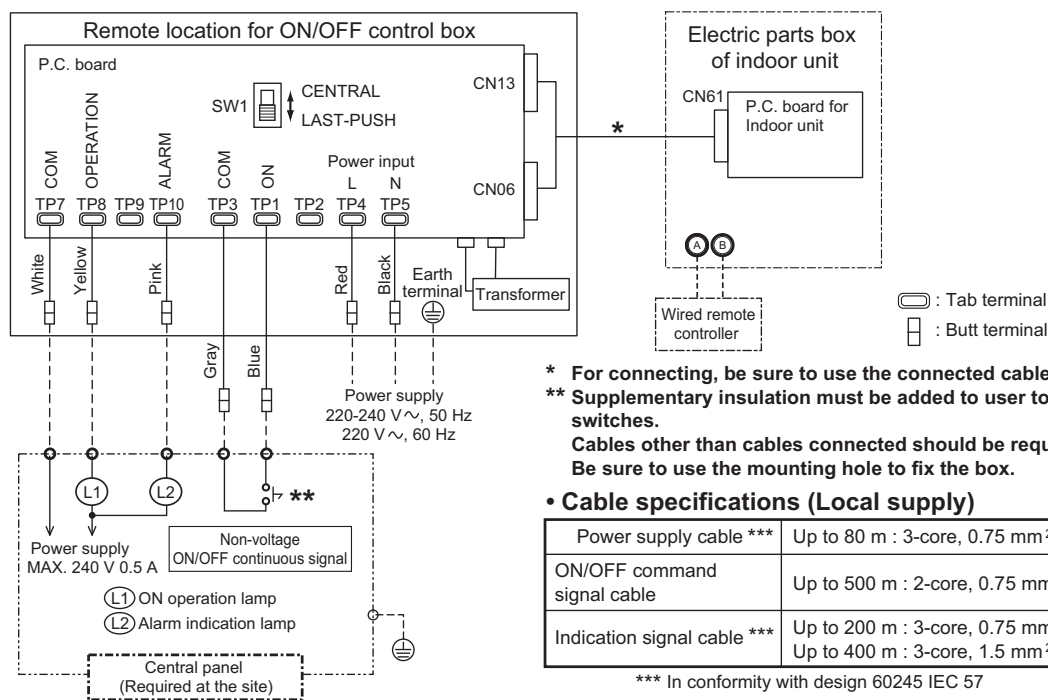 Remote location for ON/OFF control box
P.C. board
SW1
CENTRAL
LAST-PUSH
CN13
CN06
COM
OPERATION
ALARM
COM
ON
Power input
L N
TP7 TP8 TP9 TP10 TP3 TP1 TP2 TP4 TP5
White
Yellow
Pink
Gray
Blue
Red
Black
Earth
terminal
Transformer
Power supply
220-240 V ~, 50 Hz
220 V ~, 60 Hz
L1
L2
**
Power supply
MAX. 240 V 0.5 A
Non-voltage
ON/OFF continuous signal
L1 ON operation lamp
L2 Alarm indication lamp
Central panel
(Required at the site)
*
Electric parts box
of indoor unit
CN61
P.C. board for
Indoor unit
A B
Wired remote
controller
: Tab terminal
: Butt terminal
* For connecting, be sure to use the connected cable
** Supplementary insulation must be added to user to
switches.
Cables other than cables connected should be
Be sure to use the mounting hole to fix the box.
• Cable specifications (Local supply)
Power supply cable *** Up to 80 m : 3-core, 0.75 mm²
ON/OFF command
signal cable
Up to 500 m : 2-core, 0.75
Indication signal cable ***
Up to 200 m : 3-core, 0.75
Up to 400 m : 3-core, 1.5 mm²
*** In conformity with design 60245 IEC 57